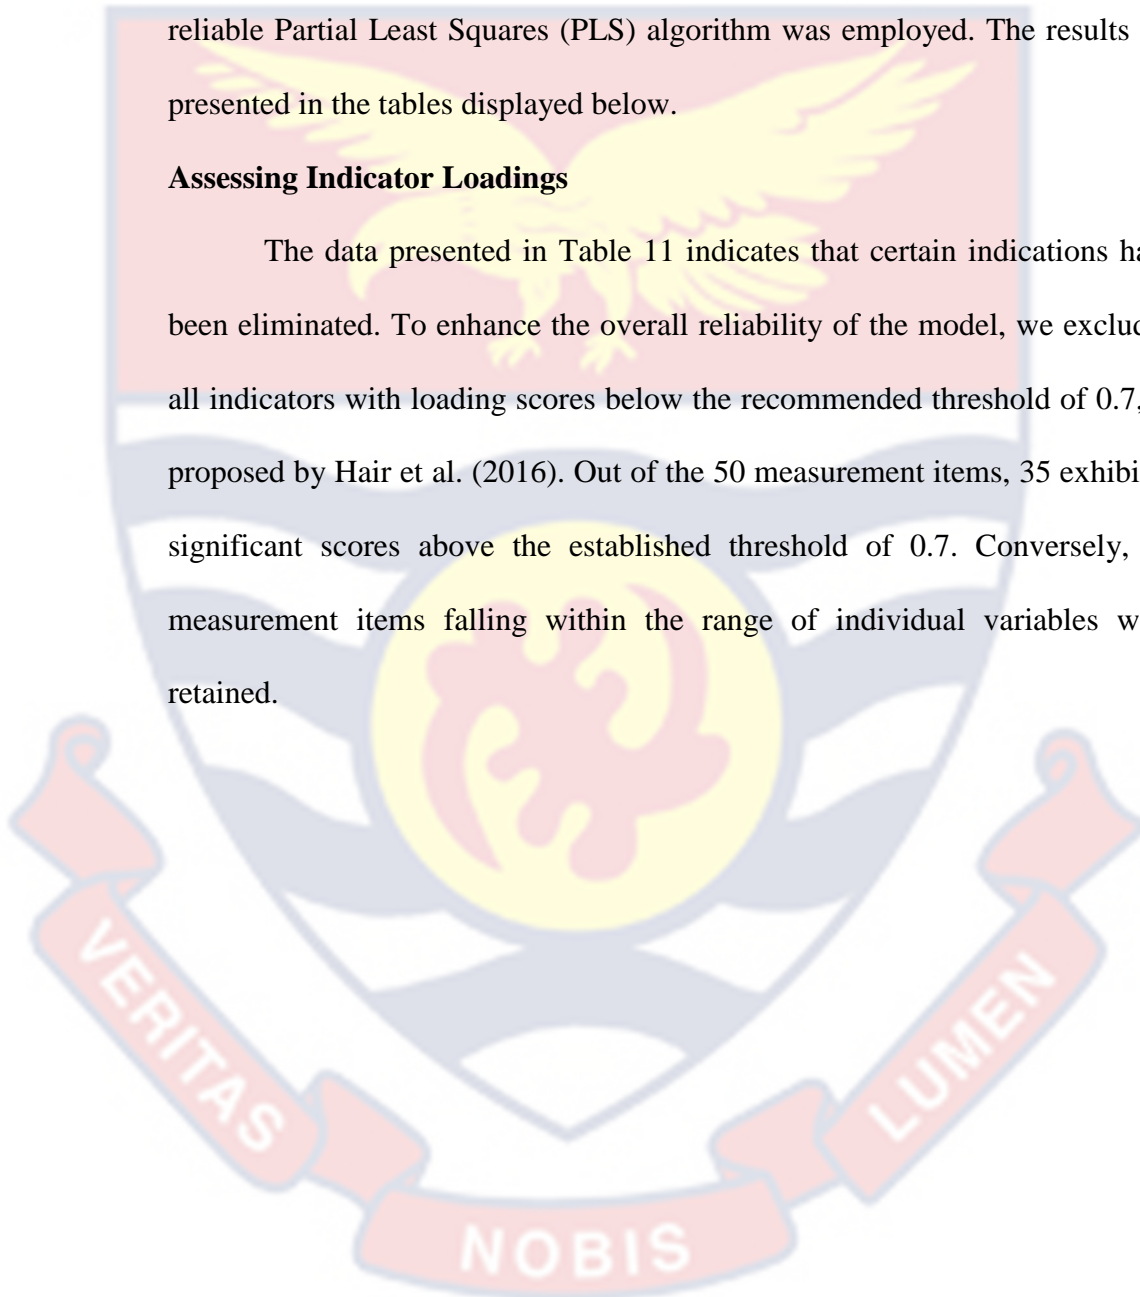 reliable Partial Least Squares (PLS) algorithm was employed. The results
presented in the tables displayed below.
Assessing Indicator Loadings
The data presented in Table 11 indicates that certain indications ha
been eliminated. To enhance the overall reliability of the model, we exclud
all indicators with loading scores below the recommended threshold of 0.7,
proposed by Hair et al. (2016). Out of the 50 measurement items, 35 exhibi
significant scores above the established threshold of 0.7. Conversely,
measurement items falling within the range of individual variables w
retained.
VERITAS
NOBIS
LUMEN